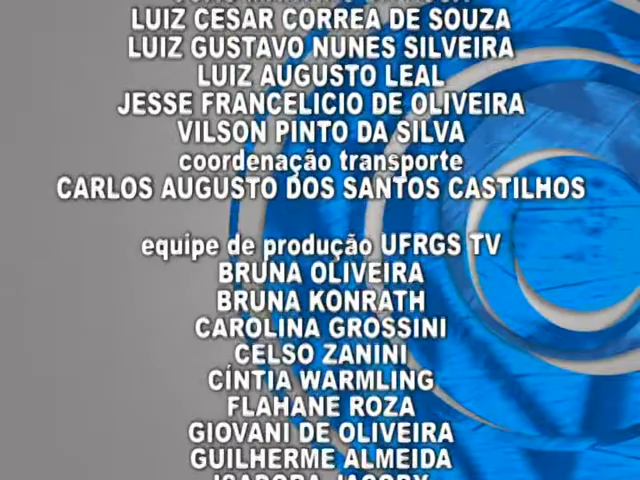 LUIZ CESAR CORREA DE SOUZA
LUIZ GUSTAVO NUNES SILVEIRA
LUIZ AUGUSTO LEAL
JESSE FRANCELICIO DE OLIVEIRA
VILSON PINTO DA SILVA
coordenação transporte
CARLOS AUGUSTO DOS SANTOS CASTILHOS
equipe de produção UFRGS TV
BRUNA OLIVEIRA
BRUNA KONRATH
CAROLINA GROSSINI
CELSO ZANINI
CÍNTIA WARMLING
FLAHANE ROZA
GIOVANI DE OLIVEIRA
GUILHERME ALMEIDA
ISADORA JACOBY